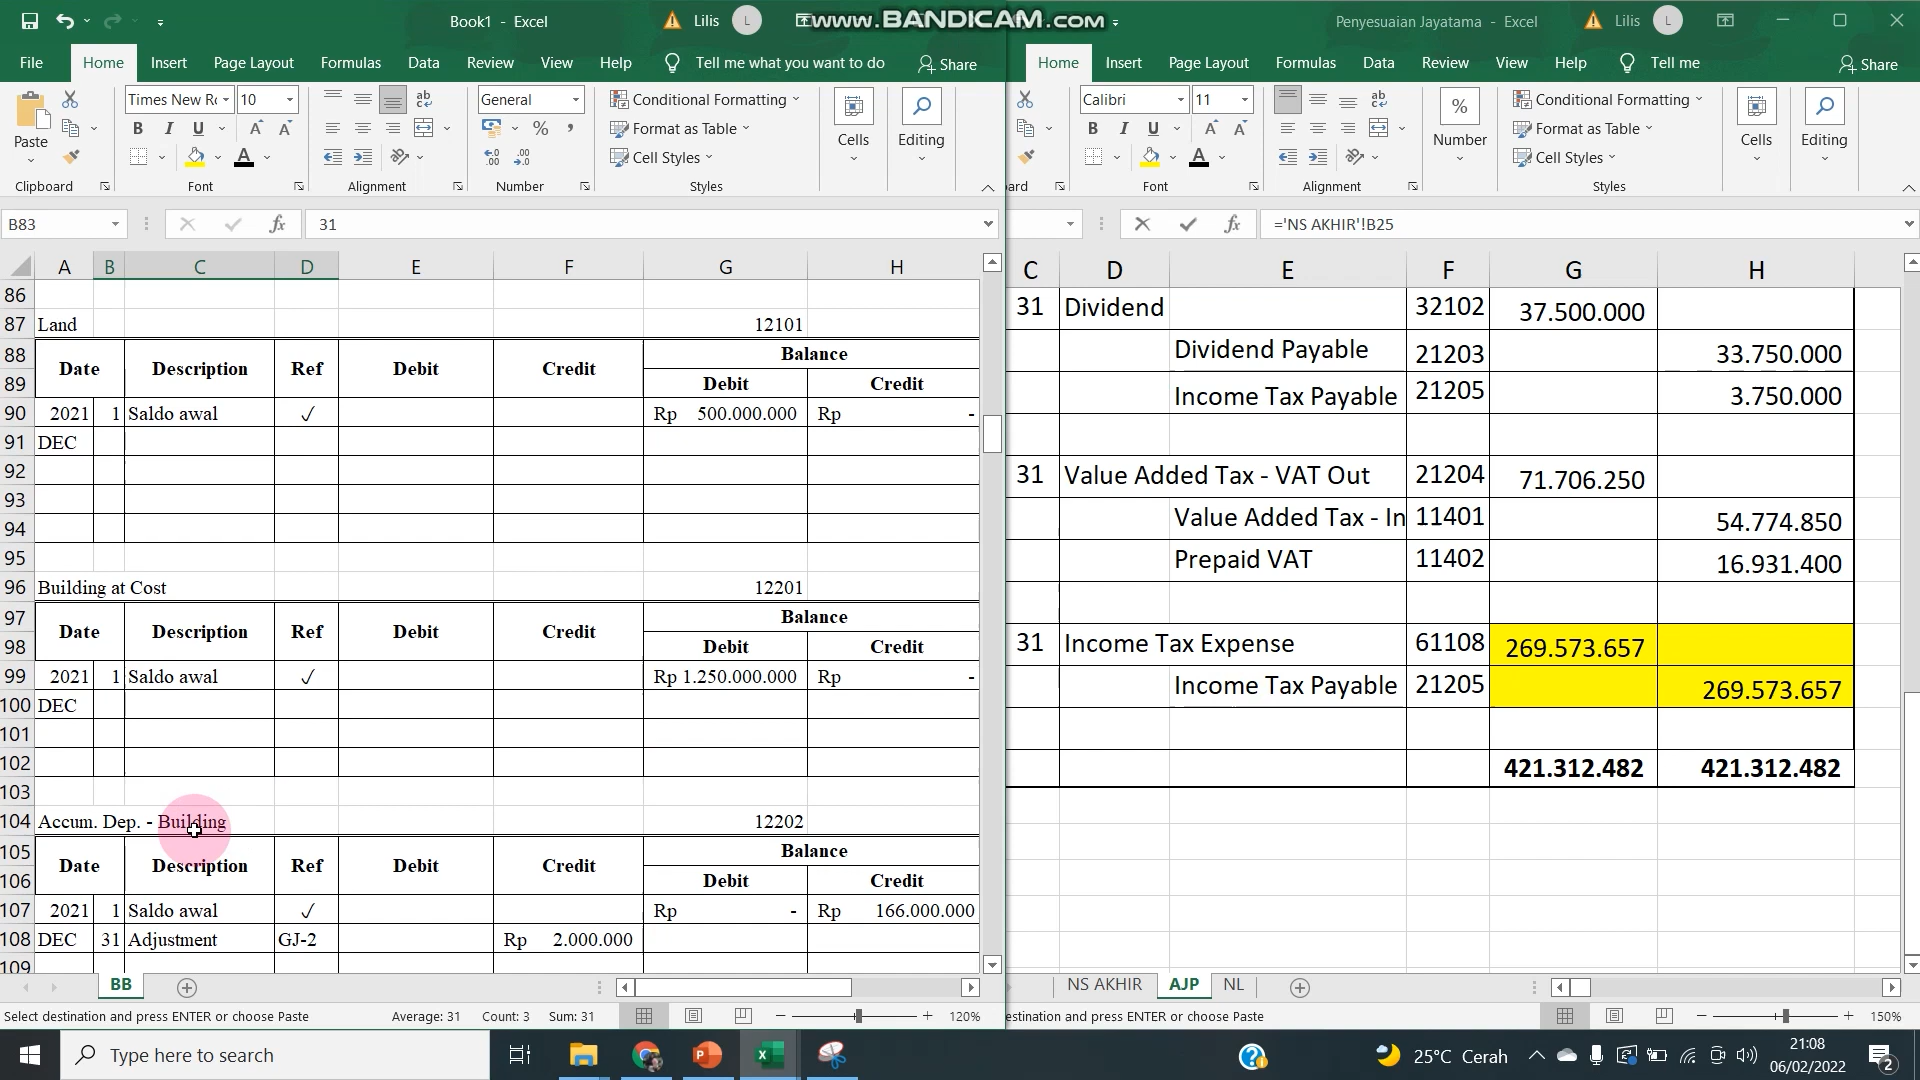 Book1 - Excel
Lilis
L
www.BANDICAM.com
Penyesuaian Jayatama - Excel
Lilis
L
File Home Insert Page Layout Formulas Data Review View Help Tell me what you want to do Share
Home Insert Page Layout Formulas Data Review View Help Tell me Share
Paste
Clipboard
Times New Rc 10
B I U
A A
Font
ab
Alignment
General
Number
Conditional Formatting
Format as Table
Cell Styles
Styles
Cells
Editing
ard
Calibri 11
B I U
A A
Font
ab
Alignment
%
Number
Conditional Formatting
Format as Table
Cell Styles
Styles
Cells
Editing
B83 fx 31
fx ='NS AKHIR'!B25
A B C D E F G H
86
87 Land 12101
88 Date Description Ref Debit Credit Balance
89 Debit Credit
90 2021 1 Saldo awal ✓ Rp 500.000.000 Rp -
91 DEC
92
93
94
95
96 Building at Cost 12201
97 Date Description Ref Debit Credit Balance
98 Debit Credit
99 2021 1 Saldo awal ✓ Rp 1.250.000.000 Rp -
100 DEC
101
102
103
104 Accum. Dep. - Building 12202
105 Date Description Ref Debit Credit Balance
106 Debit Credit
107 2021 1 Saldo awal ✓ Rp - Rp 166.000.000
108 DEC 31 Adjustment GJ-2 Rp 2.000.000
109
BB
Select destination and press ENTER or choose Paste Average: 31 Count: 3 Sum: 31 120%
C D E F G H
31 Dividend 32102 37.500.000
Dividend Payable 21203 33.750.000
Income Tax Payable 21205 3.750.000
31 Value Added Tax - VAT Out 21204 71.706.250
Value Added Tax - In 11401 54.774.850
Prepaid VAT 11402 16.931.400
31 Income Tax Expense 61108 269.573.657
Income Tax Payable 21205 269.573.657
421.312.482 421.312.482
NS AKHIR AJP NL
estination and press ENTER or choose Paste 150%
Type here to search
25°C Cerah
21:08
06/02/2022
2